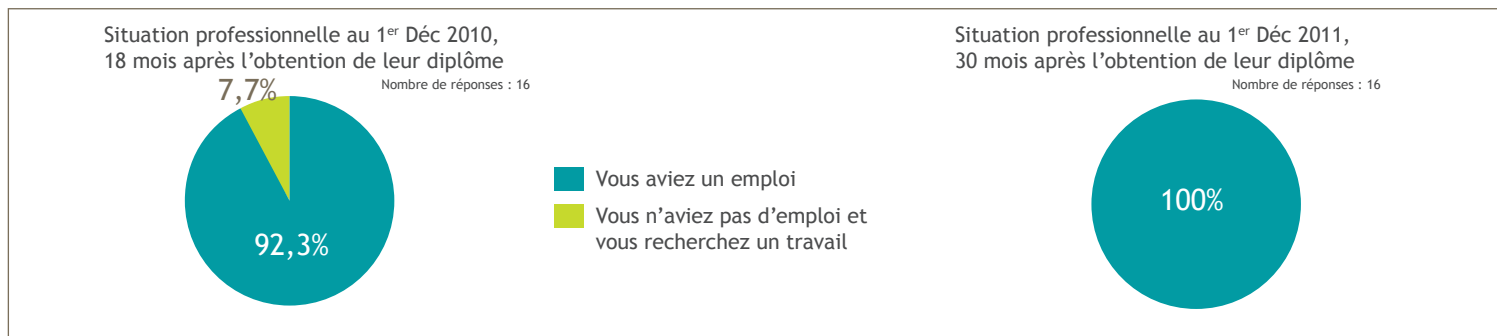 Situation professionnelle au 1er Déc 2010,
18 mois après l’obtention de leur diplôme
Nombre de réponses : 16
7,7%
92,3%
Vous aviez un emploi
Vous n’aviez pas d’emploi et
vous recherchez un travail
Situation professionnelle au 1er Déc 2011,
30 mois après l’obtention de leur diplôme
Nombre de réponses : 16
100%